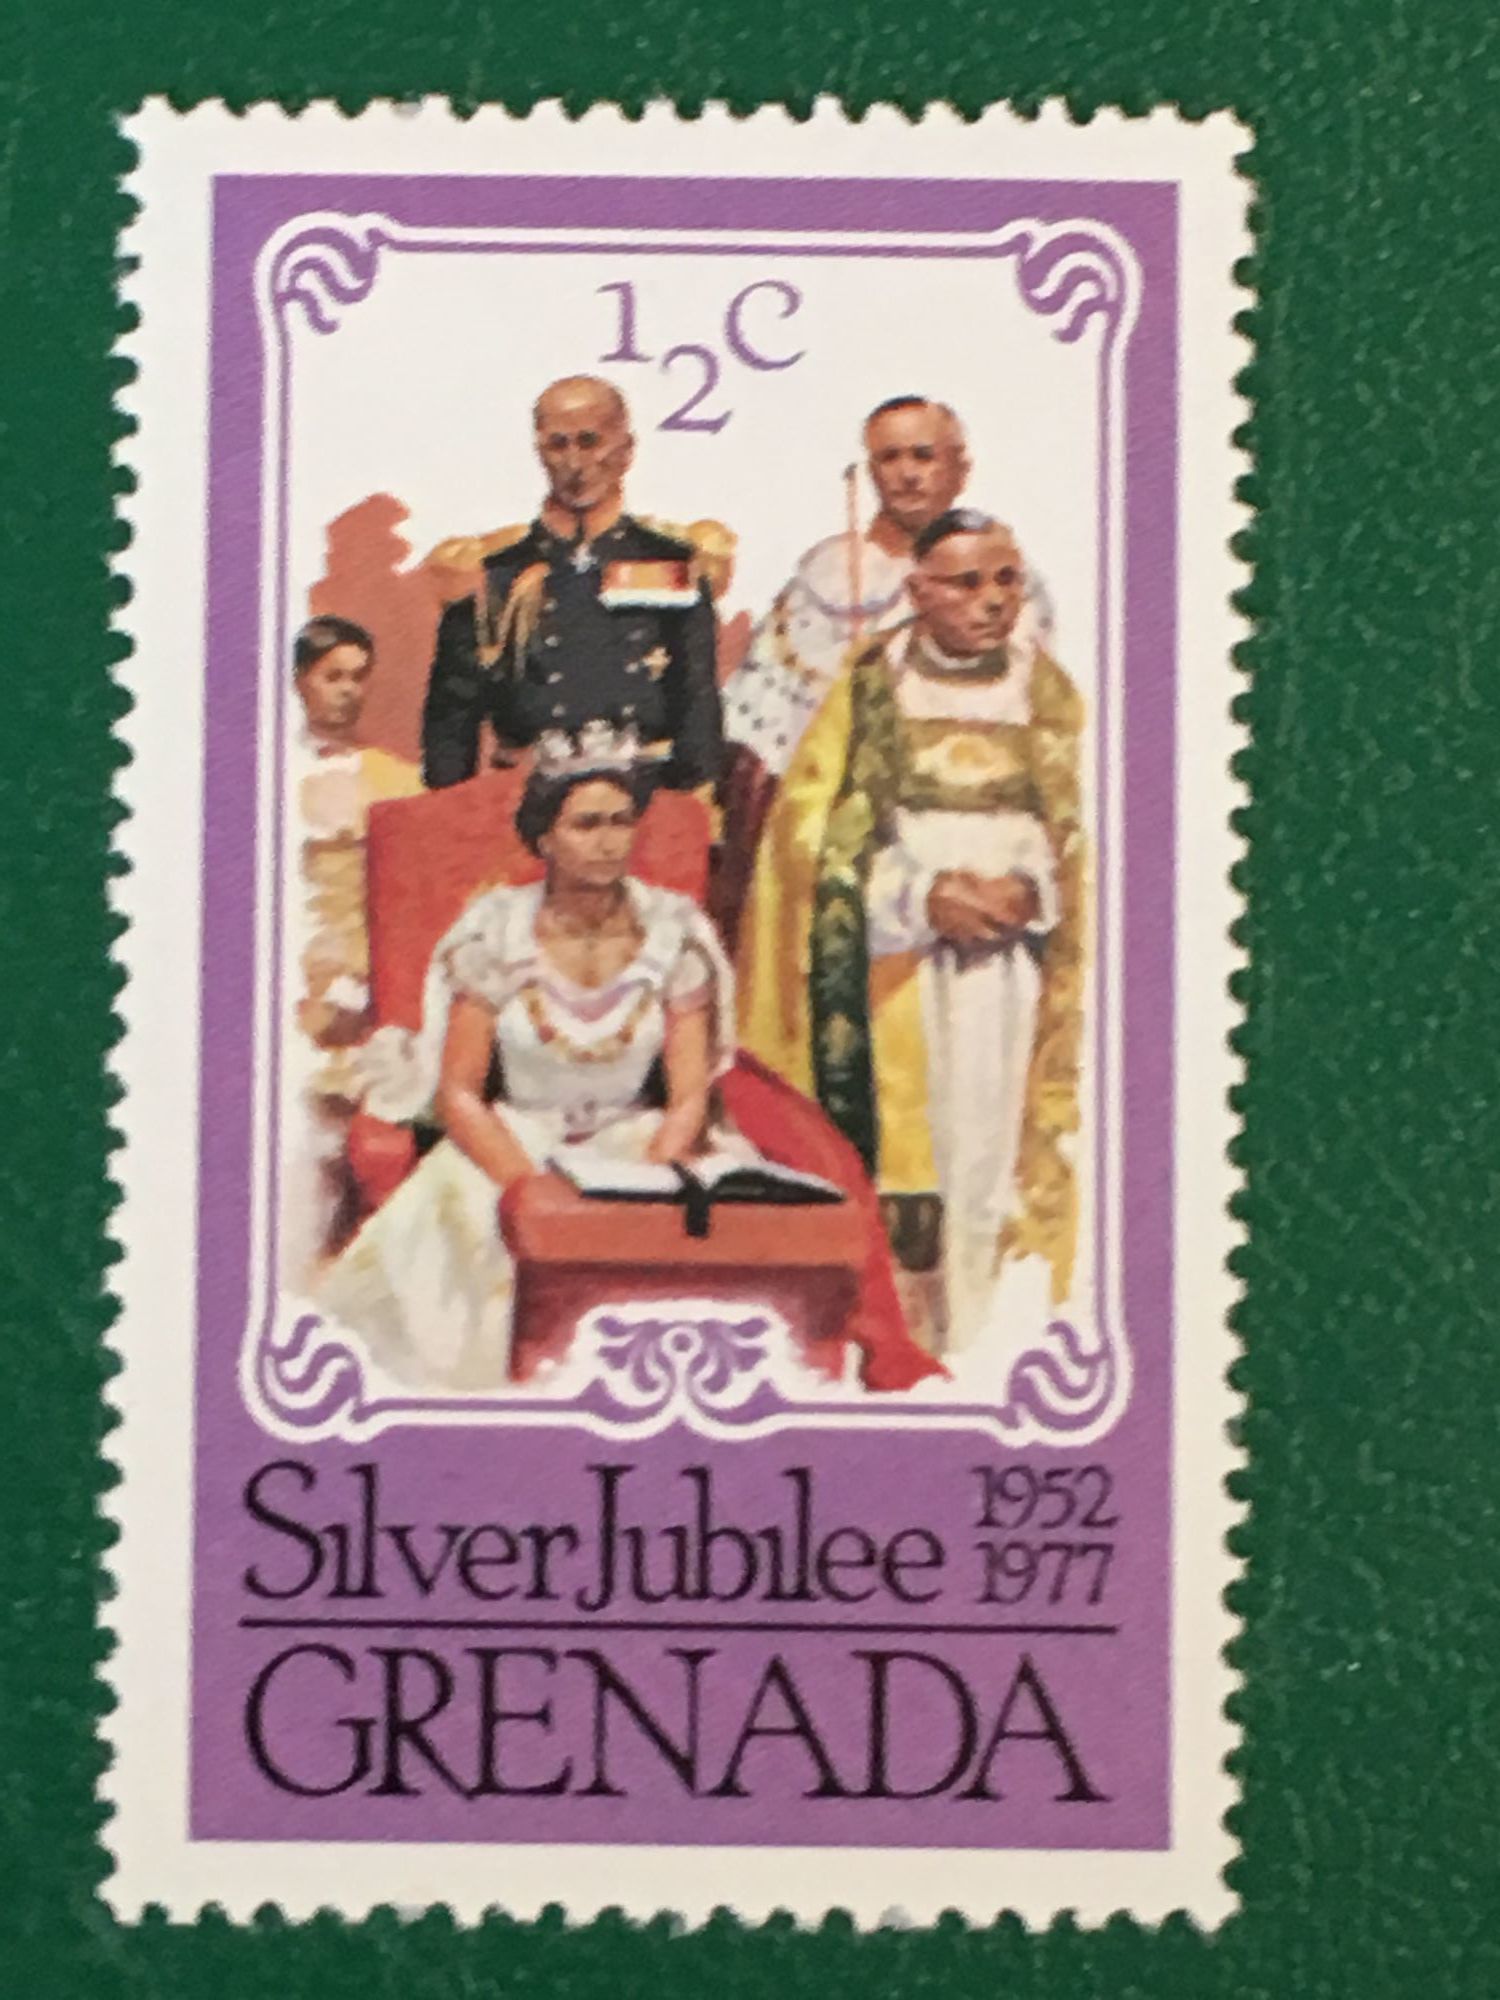 ½C
Silver Jubilee 1952
1977
GRENADA